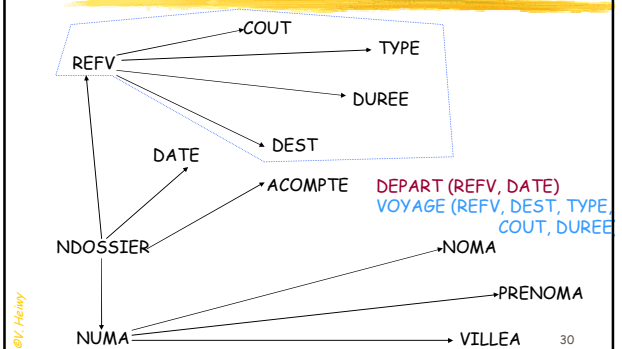 COUT
TYPE
REFV
DUREE
DEST
DATE
ACOMPTE
DEPART (REFV, DATE)
VOYAGE (REFV, DEST, TYPE,
COUT, DUREE
NDOSSIER
NOMA
PRENOMA
NUMA
VILLEA
30
©V. Heiwy